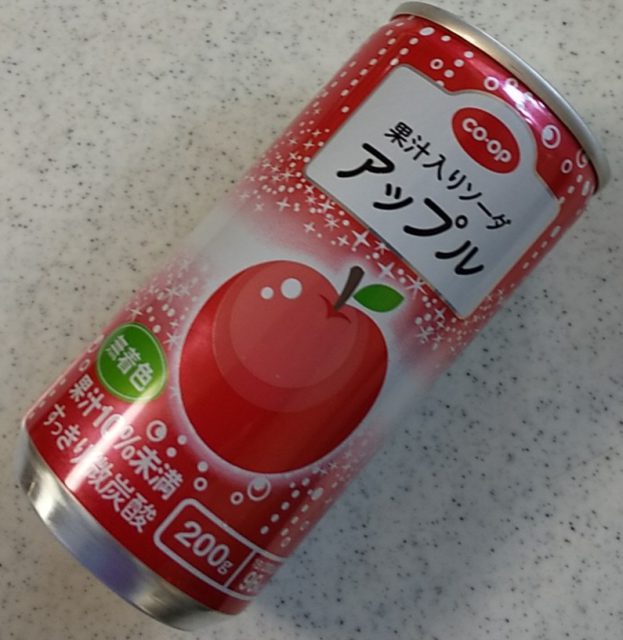 CO・OP
果汁入りソーダ
アップル
無着色
果汁10%未満
すっきり微炭酸
200g